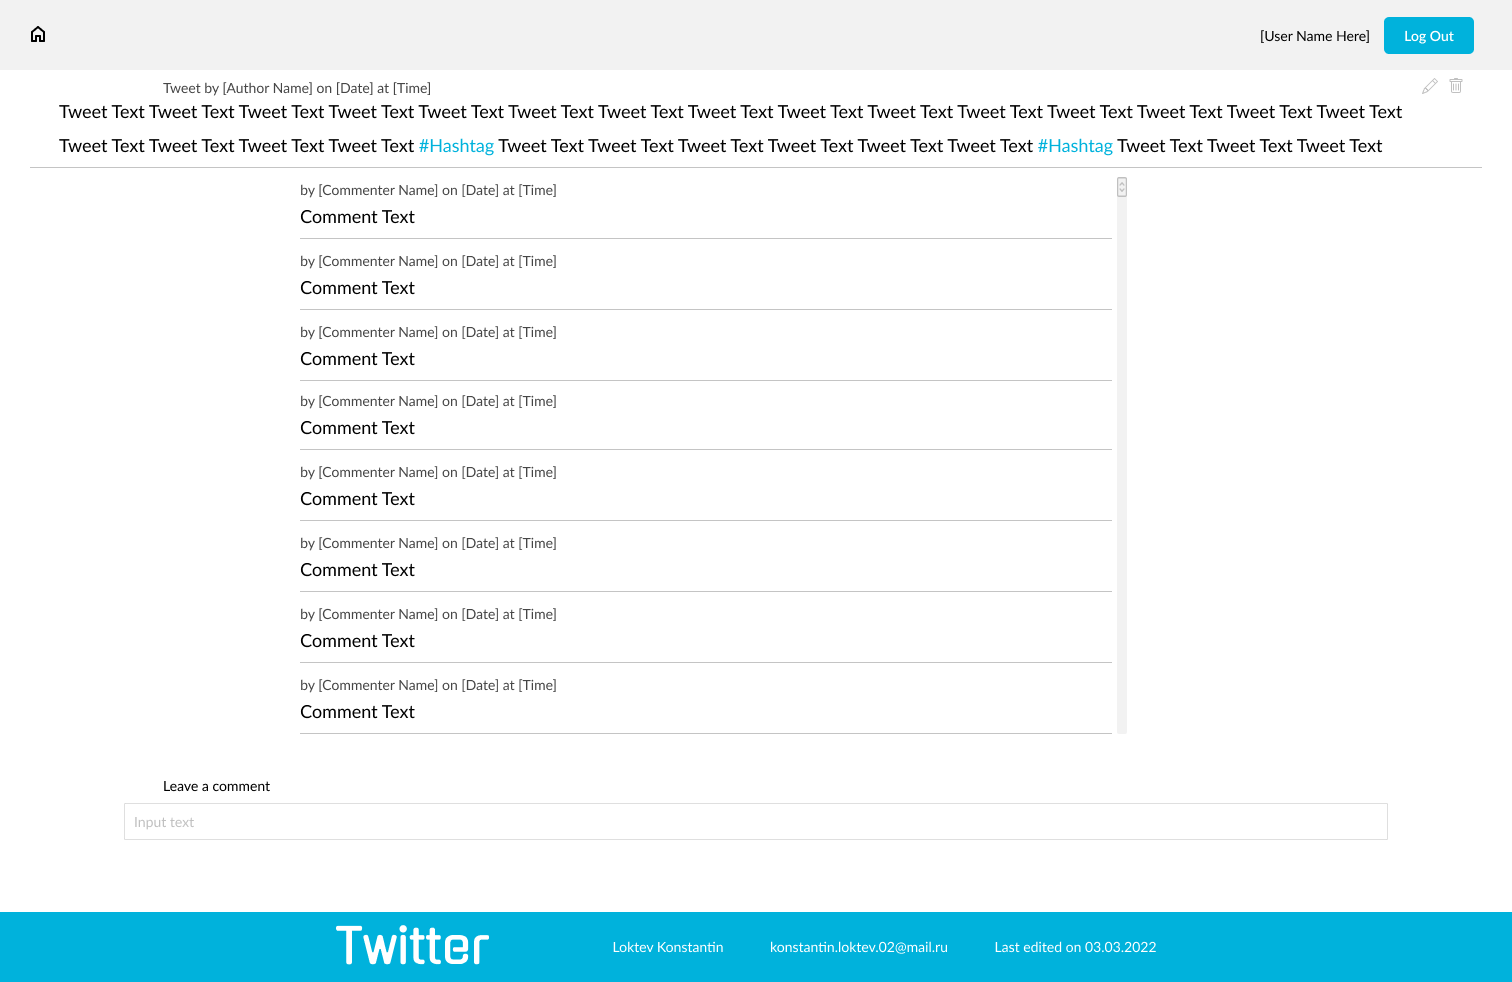 [User Name Here] Log Out
Tweet by [Author Name] on [Date] at [Time]
Tweet Text Tweet Text Tweet Text Tweet Text Tweet Text Tweet Text Tweet Text Tweet Text Tweet Text Tweet Text Tweet Text Tweet Text Tweet Text Tweet Text Tweet Text
Tweet Text Tweet Text Tweet Text Tweet Text #Hashtag Tweet Text Tweet Text Tweet Text Tweet Text Tweet Text Tweet Text #Hashtag Tweet Text Tweet Text Tweet Text
by [Commenter Name] on [Date] at [Time]
Comment Text
by [Commenter Name] on [Date] at [Time]
Comment Text
by [Commenter Name] on [Date] at [Time]
Comment Text
by [Commenter Name] on [Date] at [Time]
Comment Text
by [Commenter Name] on [Date] at [Time]
Comment Text
by [Commenter Name] on [Date] at [Time]
Comment Text
by [Commenter Name] on [Date] at [Time]
Comment Text
by [Commenter Name] on [Date] at [Time]
Comment Text
Leave a comment
Input text
Twitter Loktev Konstantin konstantin.loktev.02@mail.ru Last edited on 03.03.2022